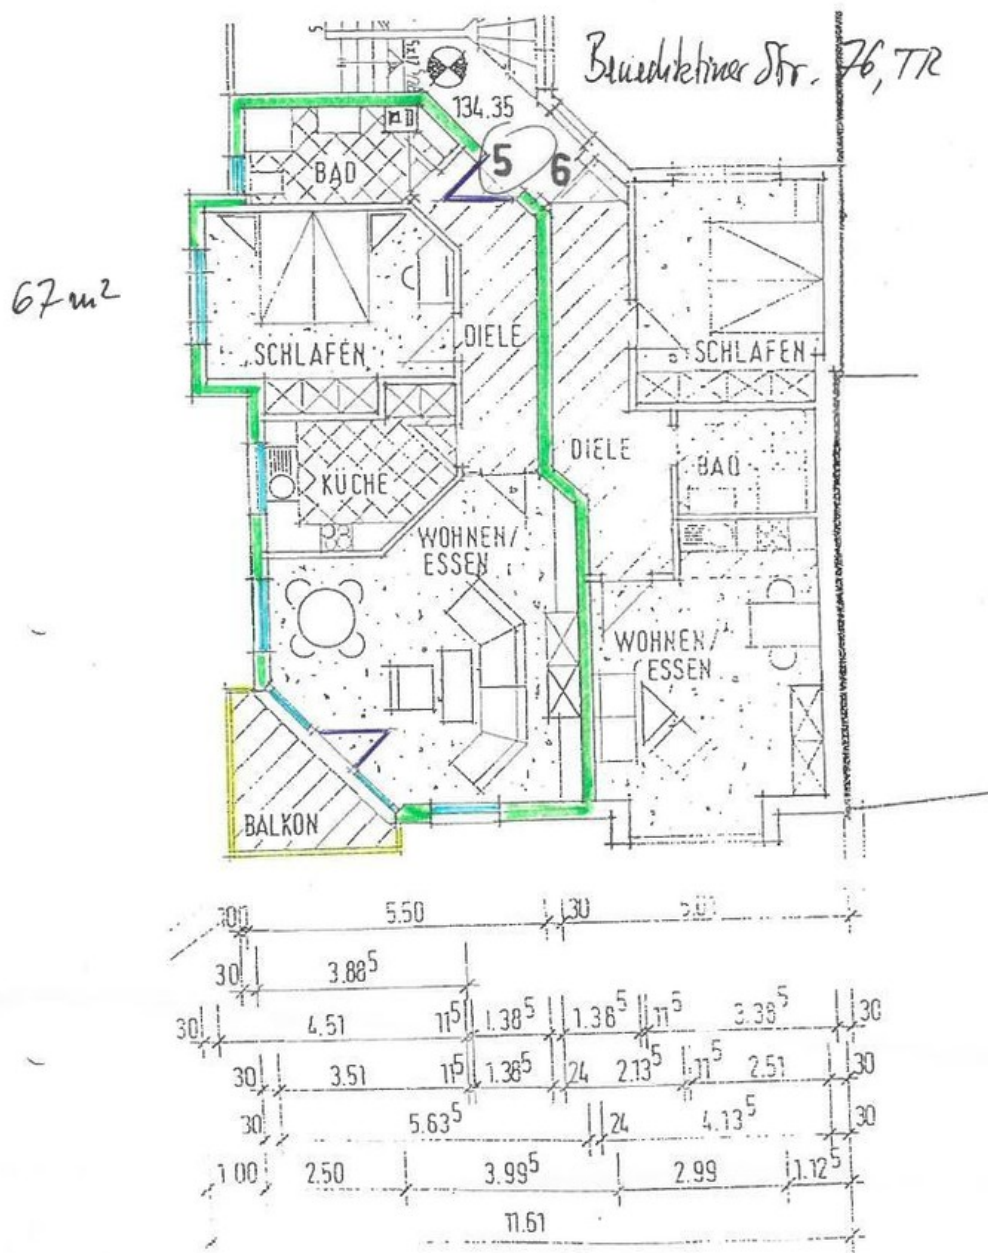 Benediktiner Str. 76, TR
134.35
5
6
BAD
67 m²
DIELE
SCHLAFEN
SCHLAFEN
DIELE
BAD
KÜCHE
WOHNEN/
ESSEN
WOHNEN/
ESSEN
BALKON
5.50 30
30 3.88⁵
30 4.51 11⁵ 1.38⁵ 1.38⁵ 11⁵ 3.38⁵ 30
30 3.51 11⁵ 1.38⁵ 24 2.13⁵ 11⁵ 2.51 30
30 5.63⁵ 24 4.13⁵ 30
1.00 2.50 3.99⁵ 2.99 1.12⁵
11.61